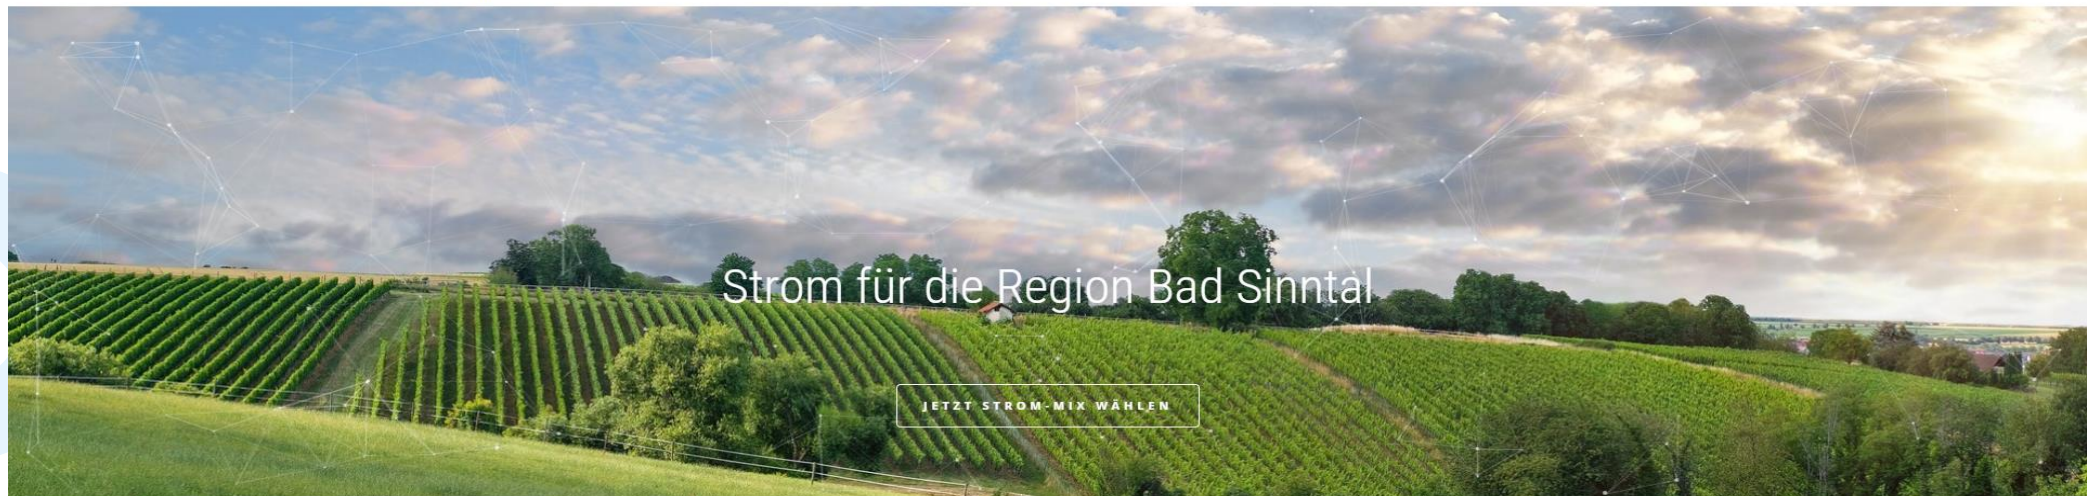 Strom für die Region Bad Sinntal
JETZT STROM-MIX WÄHLEN